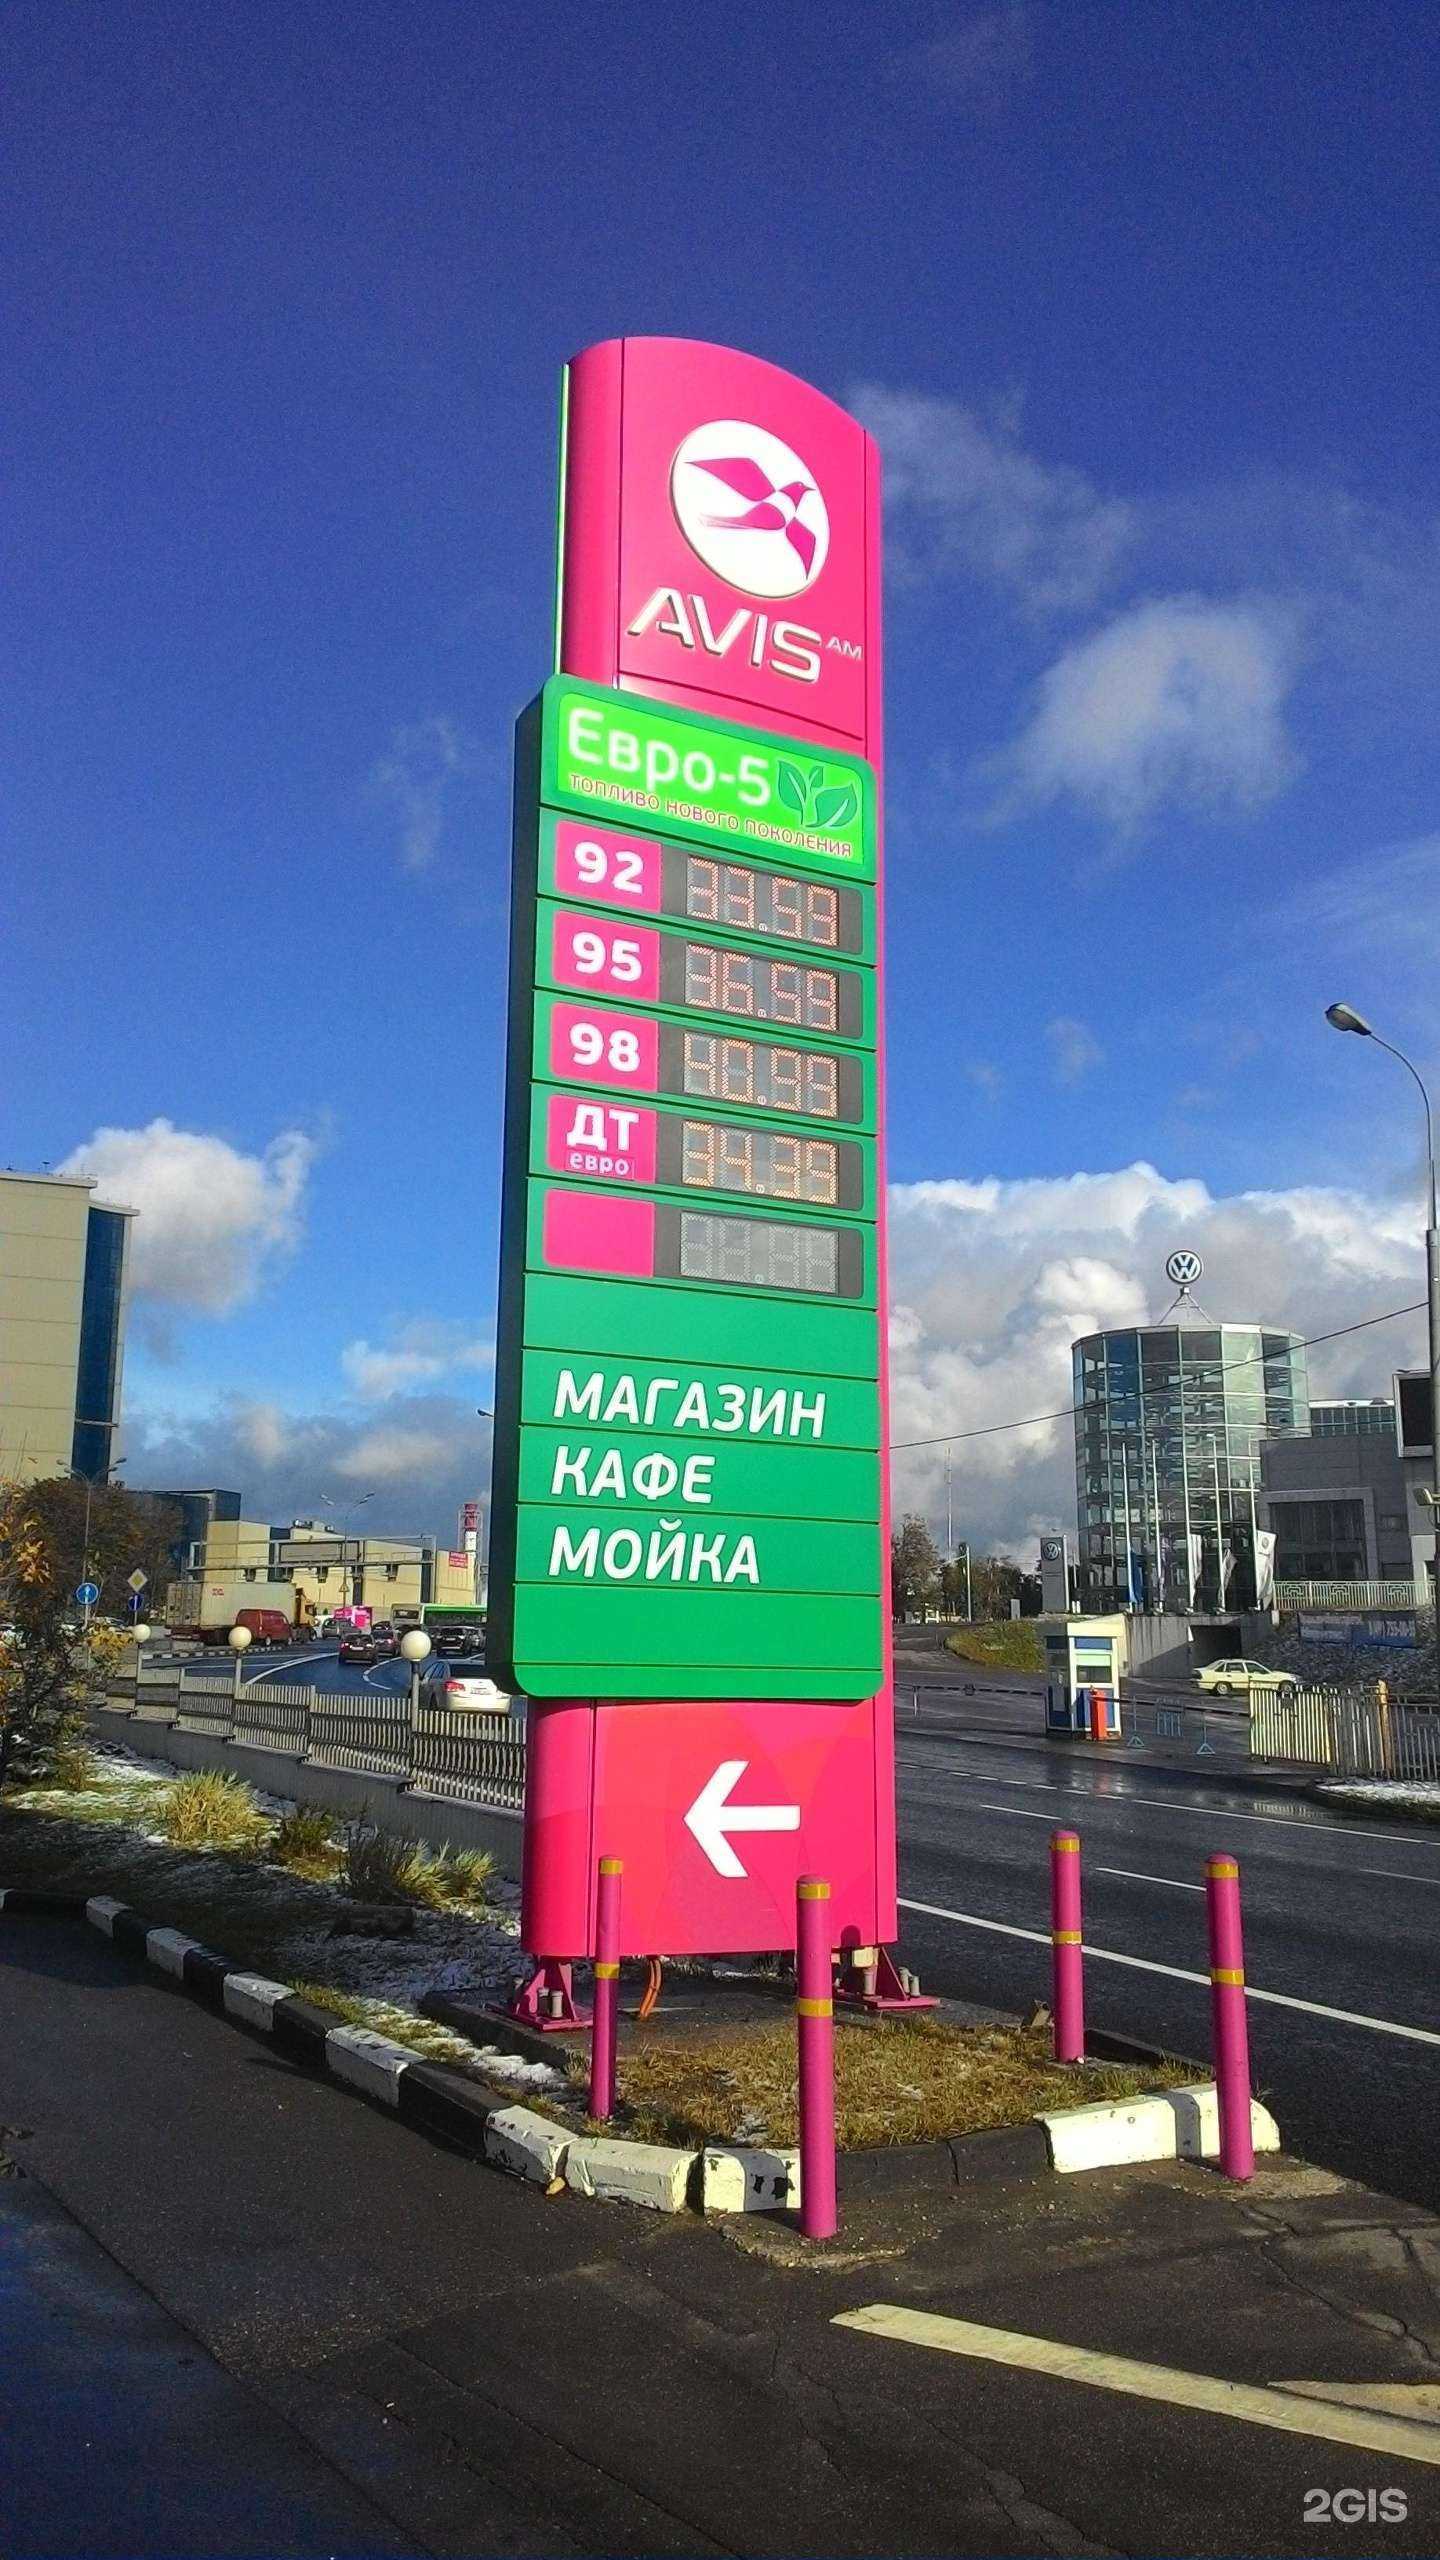 AVIS АМ
Евро-5
ТОПЛИВО НОВОГО ПОКОЛЕНИЯ
92 33.59
95 36.59
98 40.99
ДТ 34.39
евро
МАГАЗИН
КАФЕ
МОЙКА
2GIS